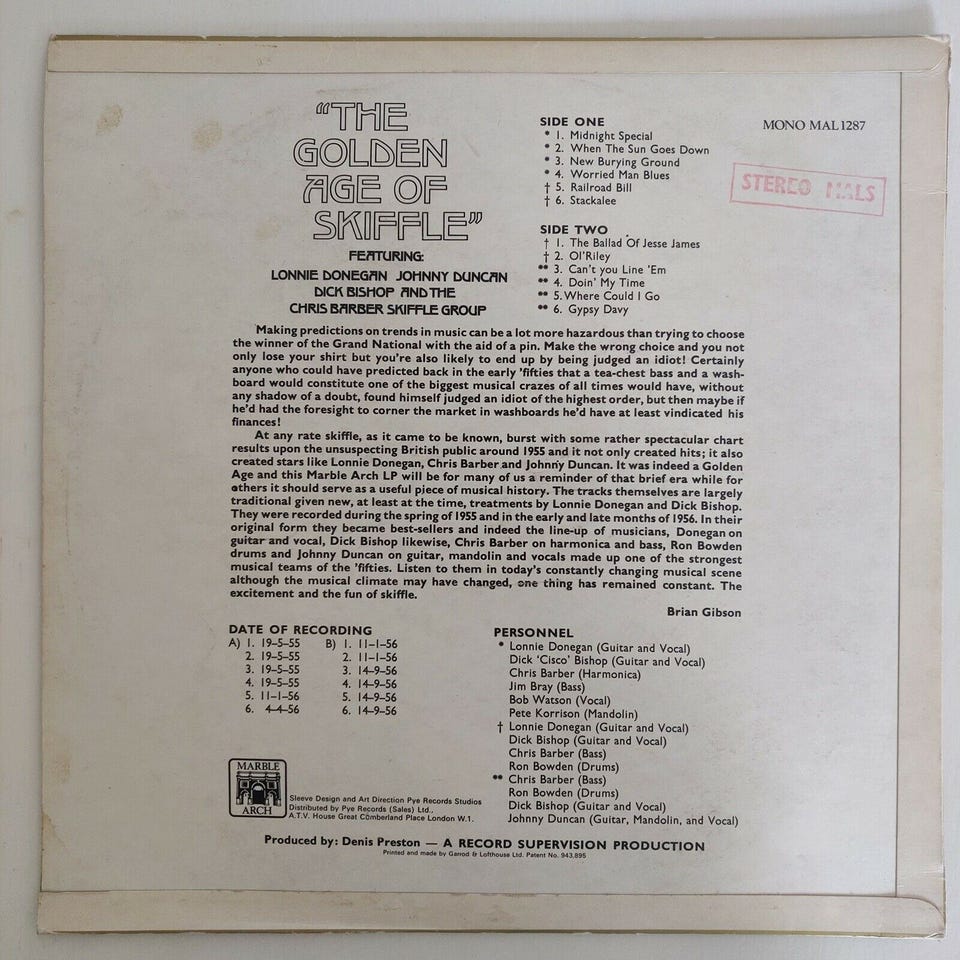 "THE
GOLDEN
AGE OF
SKIFFLE"
FEATURING:
LONNIE DONEGAN JOHNNY DUNCAN
DICK BISHOP AND THE
CHRIS BARBER SKIFFLE GROUP
SIDE ONE
* 1. Midnight Special
* 2. When The Sun Goes Down
* 3. New Burying Ground
* 4. Worried Man Blues
† 5. Railroad Bill
† 6. Stackalee
SIDE TWO
† 1. The Ballad Of Jesse James
† 2. Ol'Riley
** 3. Can't you Line 'Em
** 4. Doin' My Time
** 5. Where Could I Go
** 6. Gypsy Davy
MONO MAL 1287
STEREO MALS
Making predictions on trends in music can be a lot more hazardous than trying to choose
the winner of the Grand National with the aid of a pin. Make the wrong choice and you not
only lose your shirt but you're also likely to end up by being judged an idiot! Certainly
anyone who could have predicted back in the early 'fifties that a tea-chest bass and a wash-
board would constitute one of the biggest musical crazes of all times would have, without
any shadow of a doubt, found himself judged an idiot of the highest order, but then maybe if
he'd had the foresight to corner the market in washboards he'd have at least vindicated his
finances!
At any rate skiffle, as it came to be known, burst with some rather spectacular chart
results upon the unsuspecting British public around 1955 and it not only created hits; it also
created stars like Lonnie Donegan, Chris Barber and Johnny Duncan. It was indeed a Golden
Age and this Marble Arch LP will be for many of us a reminder of that brief era while for
others it should serve as a useful piece of musical history. The tracks themselves are largely
traditional given new, at least at the time, treatments by Lonnie Donegan and Dick Bishop.
They were recorded during the spring of 1955 and in the early and late months of 1956. In their
original form they became best-sellers and indeed the line-up of musicians, Donegan on
guitar and vocal, Dick Bishop likewise, Chris Barber on harmonica and bass, Ron Bowden
drums and Johnny Duncan on guitar, mandolin and vocals made up one of the strongest
musical teams of the 'fifties. Listen to them in today's constantly changing musical scene
although the musical climate may have changed, one thing has remained constant. The
excitement and the fun of skiffle.
Brian Gibson
DATE OF RECORDING
A) 1. 19-5-55 B) 1. 11-1-56
2. 19-5-55 2. 11-1-56
3. 19-5-55 3. 14-9-56
4. 19-5-55 4. 14-9-56
5. 11-1-56 5. 14-9-56
6. 4-4-56 6. 14-9-56
PERSONNEL
* Lonnie Donegan (Guitar and Vocal)
Dick 'Cisco' Bishop (Guitar and Vocal)
Chris Barber (Harmonica)
Jim Bray (Bass)
Bob Watson (Vocal)
Pete Korrison (Mandolin)
† Lonnie Donegan (Guitar and Vocal)
Dick Bishop (Guitar and Vocal)
Chris Barber (Bass)
Ron Bowden (Drums)
** Chris Barber (Bass)
Ron Bowden (Drums)
Dick Bishop (Guitar and Vocal)
Johnny Duncan (Guitar, Mandolin, and Vocal)
MARBLE
ARCH
Sleeve Design and Art Direction Pye Records Studios
Distributed by Pye Records (Sales) Ltd.,
A.T.V. House Great Cumberland Place London W.1.
Produced by: Denis Preston — A RECORD SUPERVISION PRODUCTION
Printed and made by Garrod & Lofthouse Ltd. Patent No. 943,895